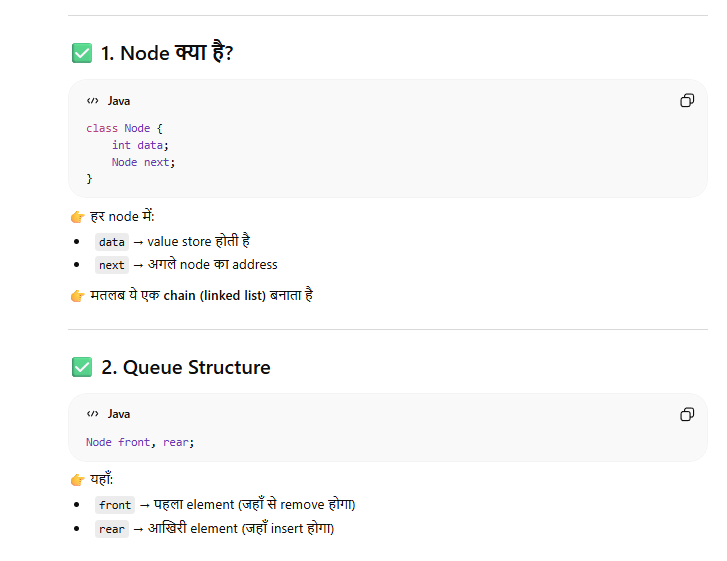 ✅ 1. Node क्या है?
Java
class Node {
    int data;
    Node next;
}
👉 हर node में:
• data → value store होती है
• next → अगले node का address
👉 मतलब ये एक chain (linked list) बनाता है
✅ 2. Queue Structure
Java
Node front, rear;
👉 यहाँ:
• front → पहला element (जहाँ से remove होगा)
• rear → आखिरी element (जहाँ insert होगा)